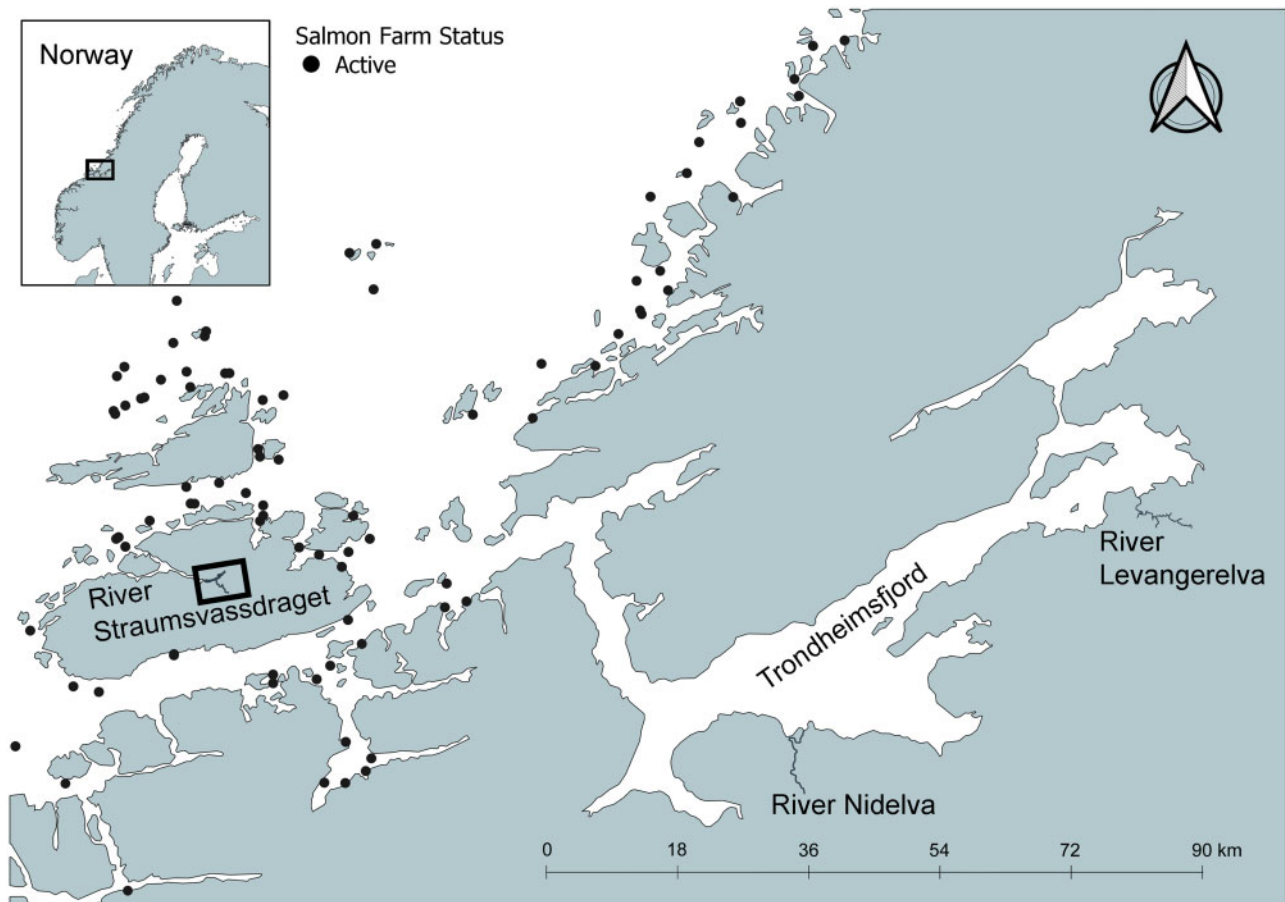 Norway
Salmon Farm Status
Active
River
Straumsvassdraget
Trondheimsfjord
River
Levangerelva
River Nidelva
0 18 36 54 72 90 km